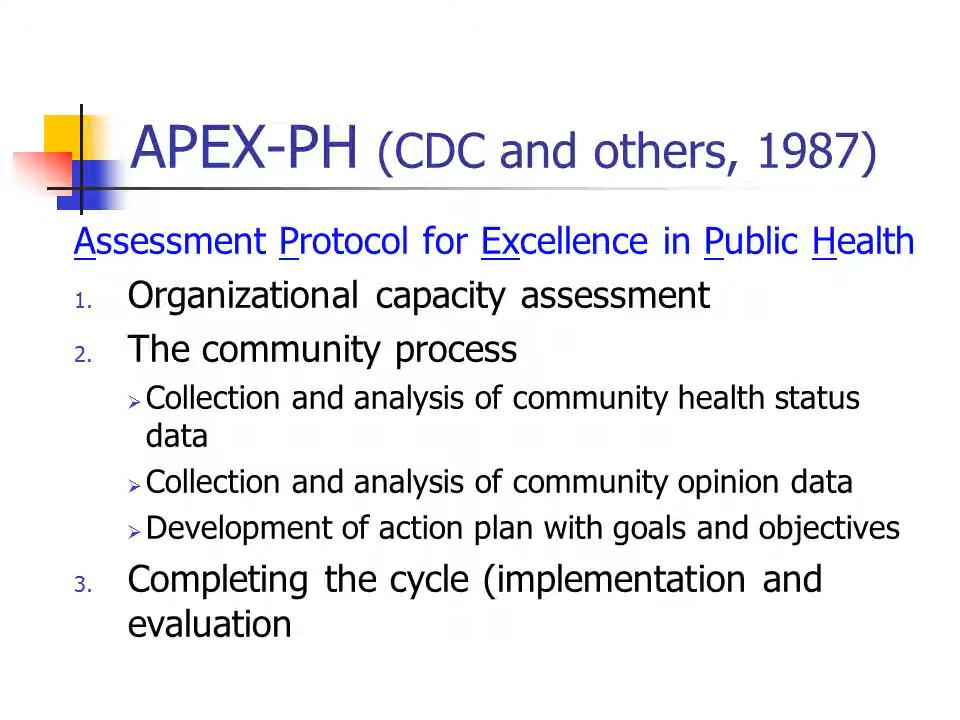 APEX-PH (CDC and others, 1987)
Assessment Protocol for Excellence in Public Health
1. Organizational capacity assessment
2. The community process
➢ Collection and analysis of community health status
data
➢ Collection and analysis of community opinion data
➢ Development of action plan with goals and objectives
3. Completing the cycle (implementation and
evaluation